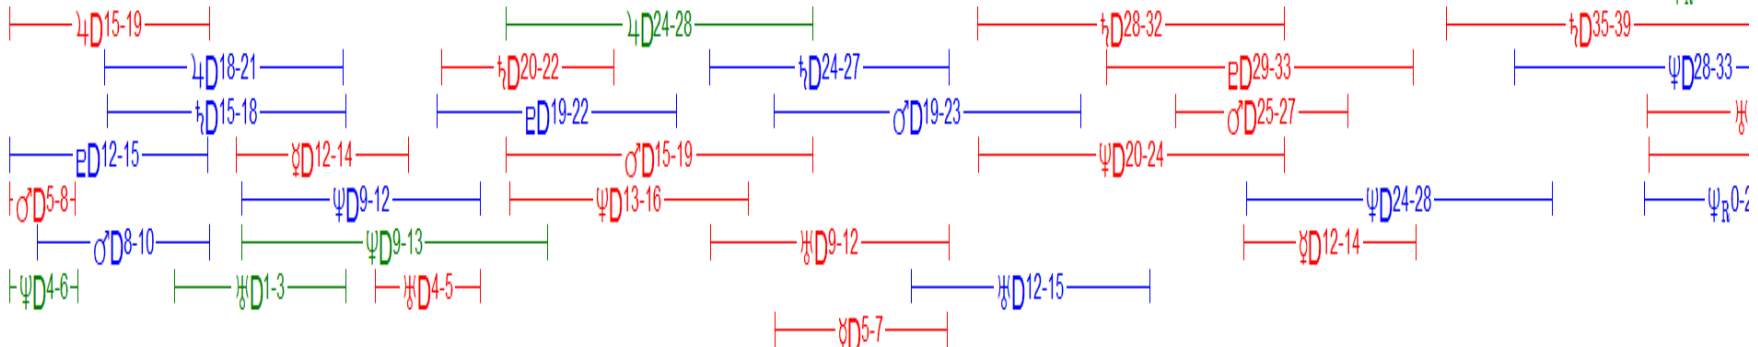 ♃D15-19 ♃D24-28 ♄D28-32 ♄D35-39
♃D18-21 ♄D20-22 ♄D24-27 ♇D29-33 ♆D28-33
♄D15-18 ♇D19-22 ♂D19-23 ♂D25-27 ♅
♇D12-15 ☿D12-14 ♂D15-19 ♆D20-24
♂D5-8 ♆D9-12 ♆D13-16 ♆D24-28 ♆R0-2
♂D8-10 ♆D9-13 ♅D9-12 ☿D12-14
♆D4-6 ♅D1-3 ♅D4-5 ♅D12-15
☿D5-7